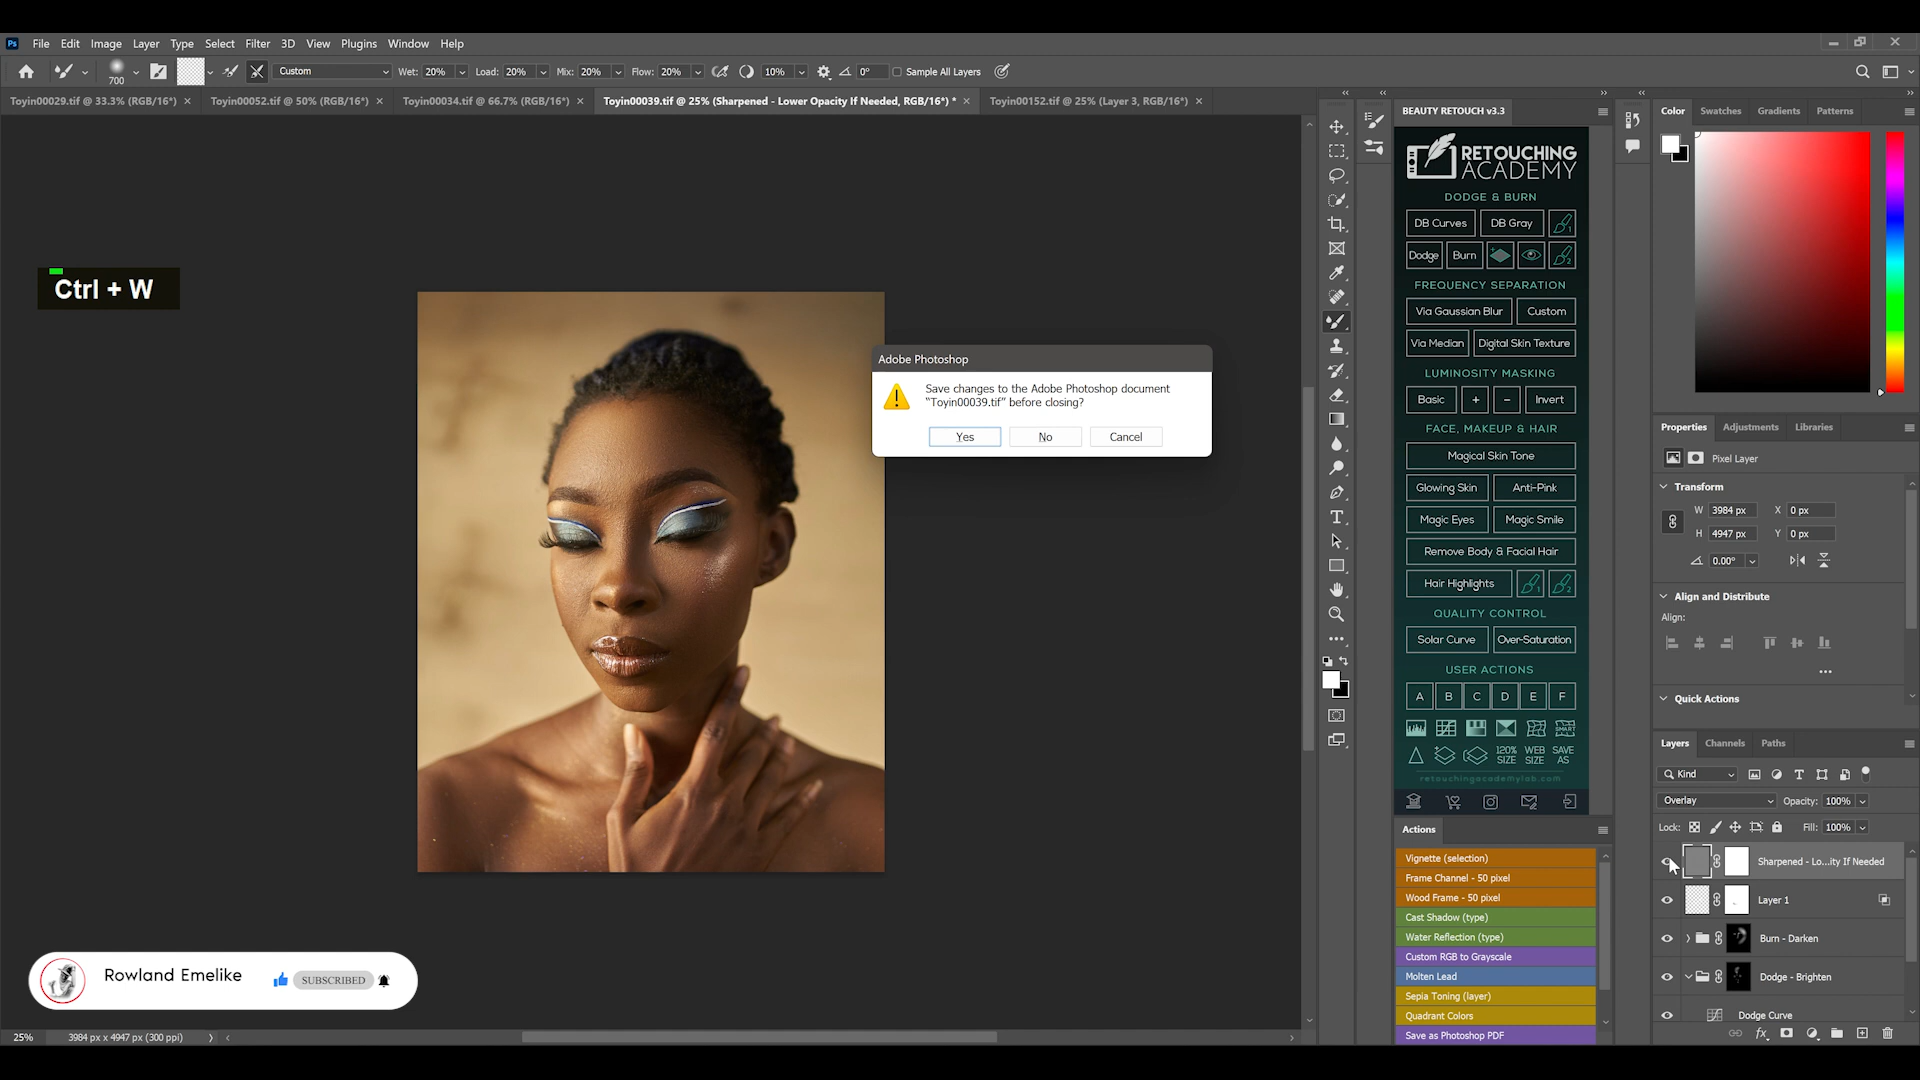 Ps File Edit Image Layer Type Select Filter 3D View Plugins Window Help
700 Custom Wet: 20% Load: 20% Mix: 20% Flow: 20% 10% 0° Sample All Layers
Toyin00029.tif @ 33.3% (RGB/16*) × Toyin00052.tif @ 50% (RGB/16*) × Toyin00034.tif @ 66.7% (RGB/16*) × Toyin00039.tif @ 25% (Sharpened - Lower Opacity If Needed, RGB/16*) * × Toyin00152.tif @ 25% (Layer 3, RGB/16*) ×
Ctrl + W
Adobe Photoshop
Save changes to the Adobe Photoshop document
“Toyin00039.tif” before closing?
Yes No Cancel
Rowland Emelike SUBSCRIBED
25% 3984 px x 4947 px (300 ppi)
BEAUTY RETOUCH v3.3
RETOUCHING
ACADEMY
DODGE & BURN
DB Curves DB Gray 1
Dodge Burn 2
FREQUENCY SEPARATION
Via Gaussian Blur Custom
Via Median Digital Skin Texture
LUMINOSITY MASKING
Basic + − Invert
FACE, MAKEUP & HAIR
Magical Skin Tone
Glowing Skin Anti-Pink
Magic Eyes Magic Smile
Remove Body & Facial Hair
Hair Highlights 1 2
QUALITY CONTROL
Solar Curve Over-Saturation
USER ACTIONS
A B C D E F
SMART
120% SIZE WEB SIZE SAVE AS
retouchingacademylab.com
Actions
Vignette (selection)
Frame Channel - 50 pixel
Wood Frame - 50 pixel
Cast Shadow (type)
Water Reflection (type)
Custom RGB to Grayscale
Molten Lead
Sepia Toning (layer)
Quadrant Colors
Save as Photoshop PDF
Color Swatches Gradients Patterns
Properties Adjustments Libraries
Pixel Layer
Transform
W 3984 px X 0 px
H 4947 px Y 0 px
0.00°
Align and Distribute
Align:
Quick Actions
Layers Channels Paths
Kind
Overlay Opacity: 100%
Lock: Fill: 100%
Sharpened - Lo...ity If Needed
Layer 1
Burn - Darken
Dodge - Brighten
Dodge Curve
fx